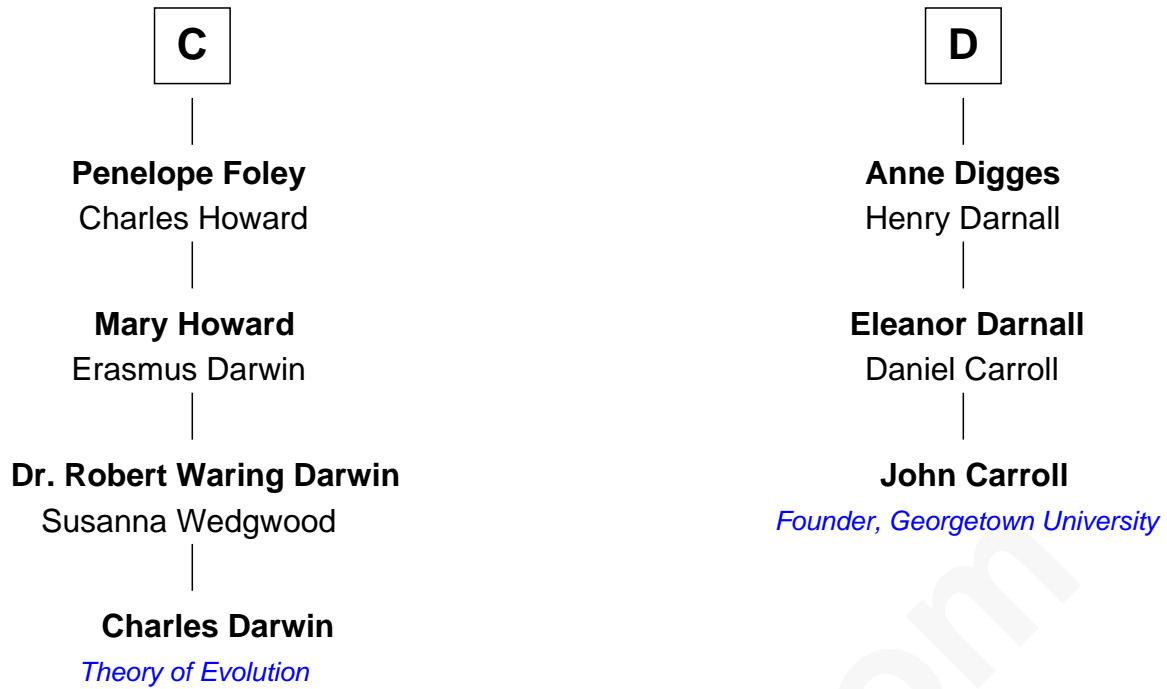 C
Penelope Foley
Charles Howard
Mary Howard
Erasmus Darwin
Dr. Robert Waring Darwin
Susanna Wedgwood
Charles Darwin
Theory of Evolution
D
Anne Digges
Henry Darnall
Eleanor Darnall
Daniel Carroll
John Carroll
Founder, Georgetown University
om